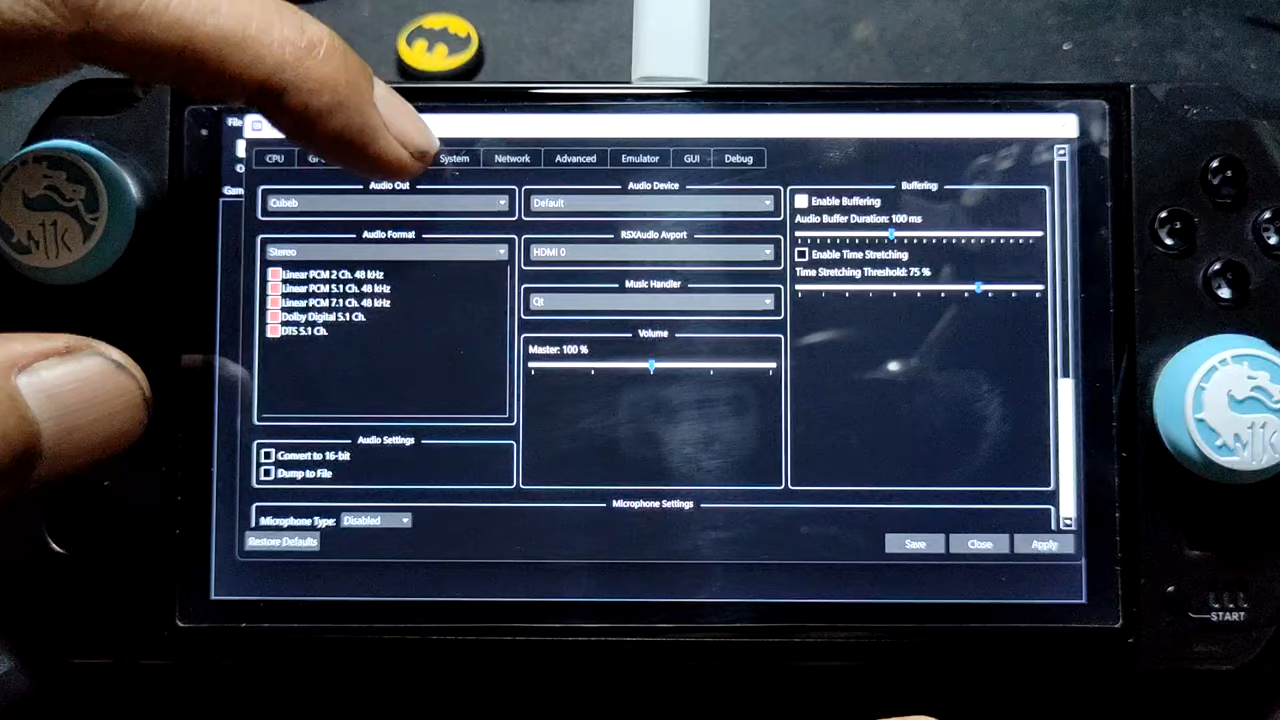 File
CPU
System
Network
Advanced
Emulator
GUI
Debug
Audio Out
Cubeb
Audio Format
Stereo
Linear PCM 2 Ch. 48 kHz
Linear PCM 5.1 Ch. 48 kHz
Linear PCM 7.1 Ch. 48 kHz
Dolby Digital 5.1 Ch.
DTS 5.1 Ch.
Audio Settings
Convert to 16-bit
Dump to File
Audio Device
Default
RSXAudio Avport
HDMI 0
Music Handler
Qt
Volume
Master: 100 %
Buffering
Enable Buffering
Audio Buffer Duration: 100 ms
Enable Time Stretching
Time Stretching Threshold: 75 %
Microphone Settings
Microphone Type: Disabled
Restore Defaults
Save
Close
Apply
START